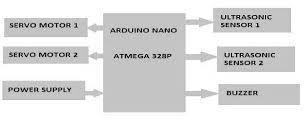 SERVO MOTOR 1
SERVO MOTOR 2
POWER SUPPLY
ARDUINO NANO
ATMEGA 328P
ULTRASONIC
SENSOR 1
ULTRASONIC
SENSOR 2
BUZZER